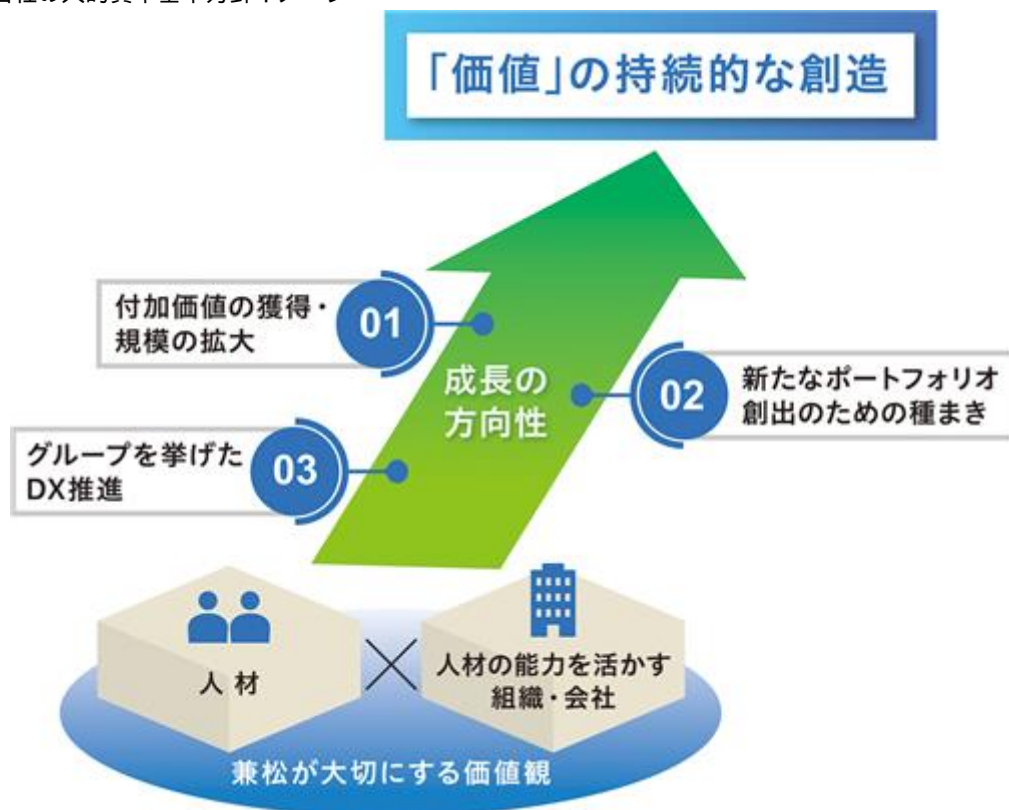 「価値」の持続的な創造
付加価値の獲得・
規模の拡大
01
成長の
方向性
02
新たなポートフォリオ
創出のための種まき
グループを挙げた
DX推進
03
人材
人材の能力を活かす
組織・会社
兼松が大切にする価値観